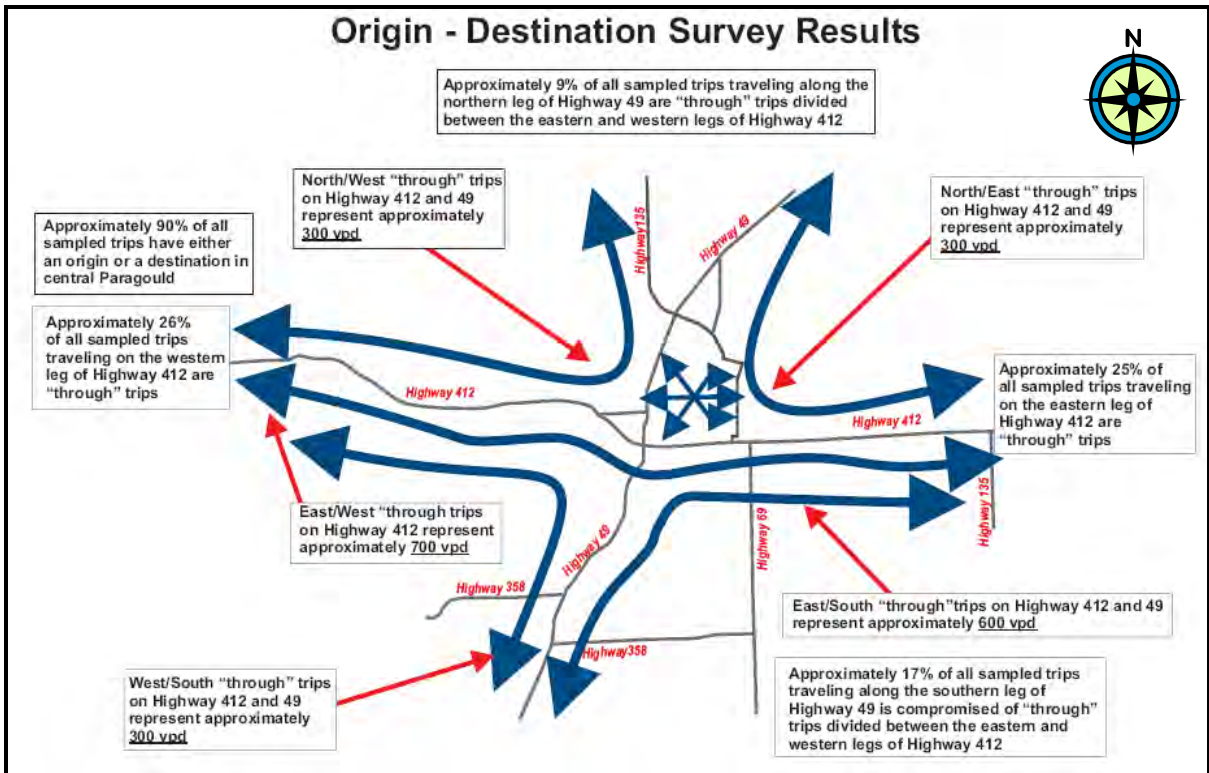 Origin - Destination Survey Results
N
Approximately 9% of all sampled trips traveling along the
northern leg of Highway 49 are “through” trips divided
between the eastern and western legs of Highway 412
North/West “through” trips
on Highway 412 and 49
represent approximately
300 vpd
North/East “through” trips
on Highway 412 and 49
represent approximately
300 vpd
Approximately 90% of all
sampled trips have either
an origin or a destination in
central Paragould
Approximately 26%
of all sampled trips
traveling on the western
leg of Highway 412 are
“through” trips
Highway135
Highway 49
Highway 412
Highway 412
Approximately 25% of
all sampled trips traveling
on the eastern leg of
Highway 412 are
“through” trips
East/West “through trips
on Highway 412 represent
approximately 700 vpd
Highway 49
Highway 69
Highway 135
Highway 358
Highway358
East/South “through”trips on Highway 412 and 49
represent approximately 600 vpd
West/South “through” trips
on Highway 412 and 49
represent approximately
300 vpd
Approximately 17% of all sampled trips
traveling along the southern leg of
Highway 49 is compromised of “through”
trips divided between the eastern and
western legs of Highway 412